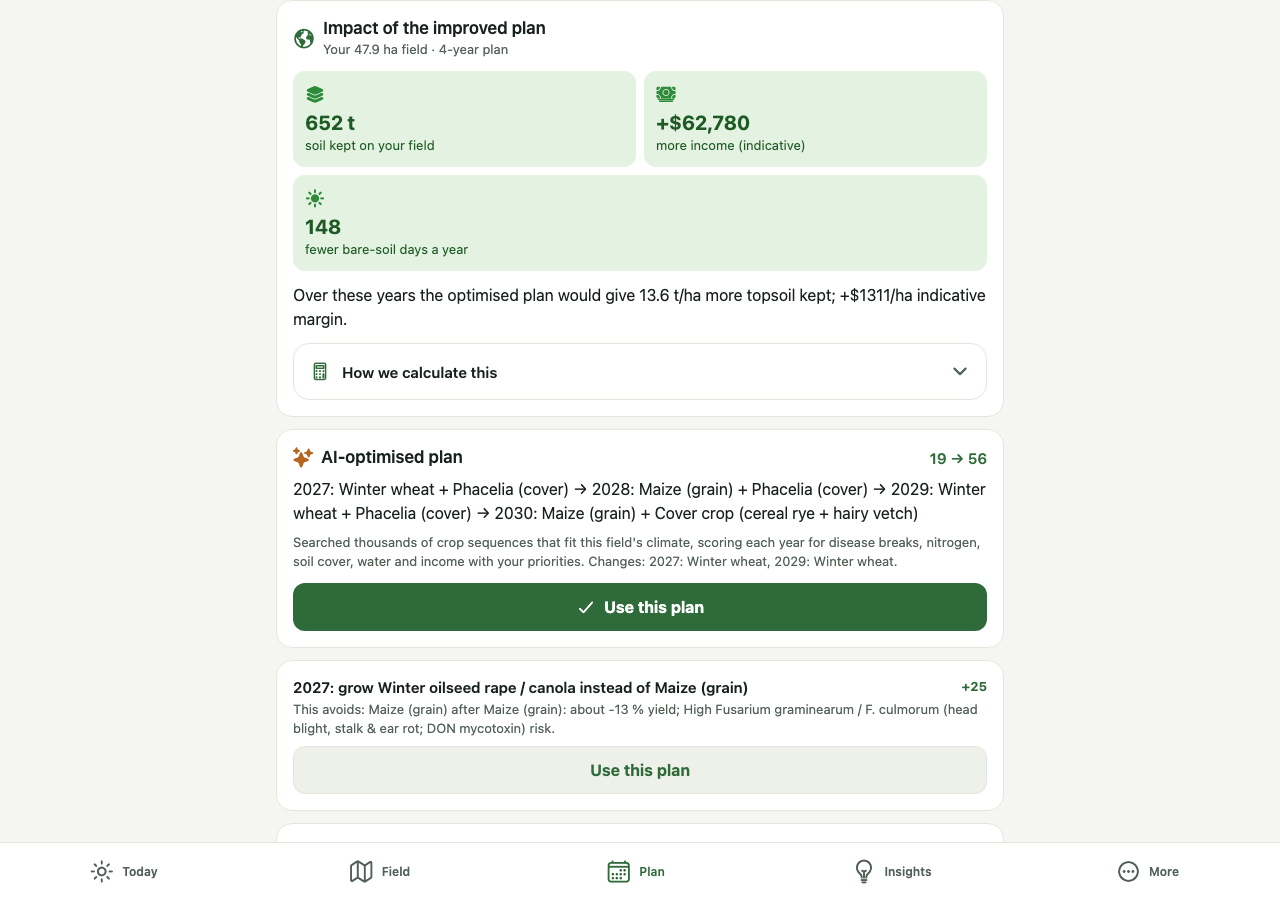 Impact of the improved plan
Your 47.9 ha field · 4-year plan
652 t
soil kept on your field
+$62,780
more income (indicative)
148
fewer bare-soil days a year
Over these years the optimised plan would give 13.6 t/ha more topsoil kept; +$1311/ha indicative
margin.
How we calculate this
AI-optimised plan
19 → 56
2027: Winter wheat + Phacelia (cover) → 2028: Maize (grain) + Phacelia (cover) → 2029: Winter
wheat + Phacelia (cover) → 2030: Maize (grain) + Cover crop (cereal rye + hairy vetch)
Searched thousands of crop sequences that fit this field's climate, scoring each year for disease breaks, nitrogen,
soil cover, water and income with your priorities. Changes: 2027: Winter wheat, 2029: Winter wheat.
Use this plan
2027: grow Winter oilseed rape / canola instead of Maize (grain)
+25
This avoids: Maize (grain) after Maize (grain): about -13 % yield; High Fusarium graminearum / F. culmorum (head
blight, stalk & ear rot; DON mycotoxin) risk.
Use this plan
Today
Field
Plan
Insights
More